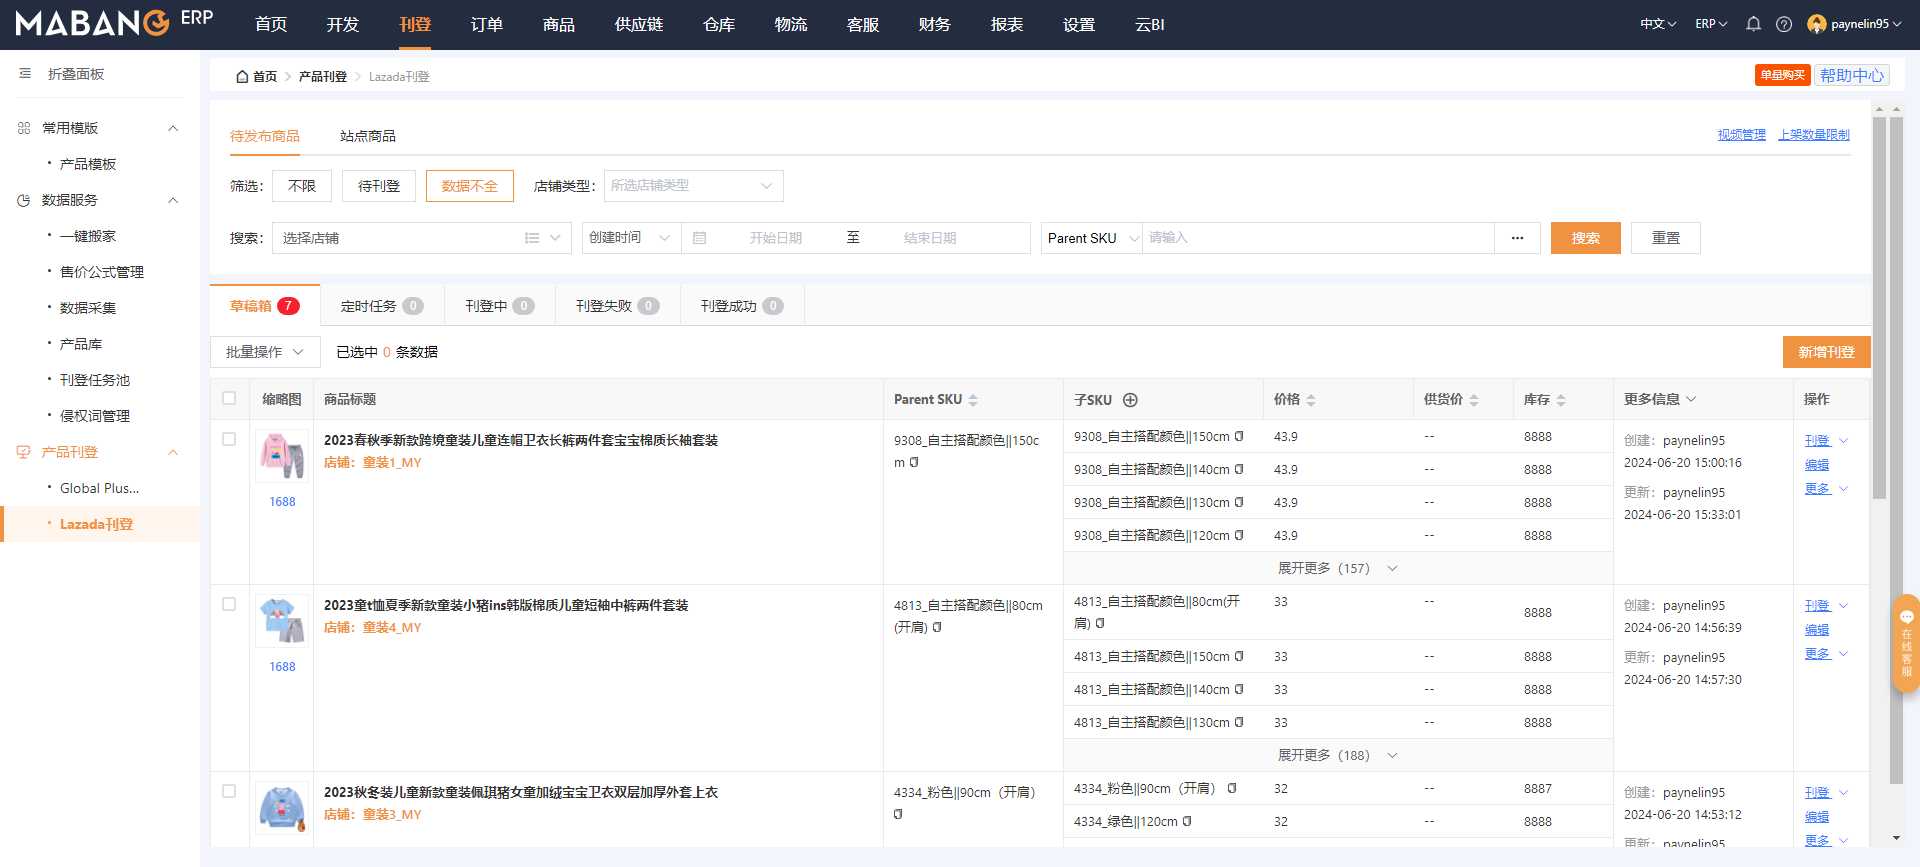 MABANG ERP 首页 开发 刊登 订单 商品 供应链 仓库 物流 客服 财务 报表 设置 云BI 中文 ERP paynelin95
折叠面板
常用模版
产品模板
数据服务
一键搬家
售价公式管理
数据采集
产品库
刊登任务池
侵权词管理
产品刊登
Global Plus...
Lazada刊登
首页 产品刊登 Lazada刊登 单量购买 帮助中心
待发布商品 站点商品 视频管理 上架数量限制
筛选： 不限 待刊登 数据不全 店铺类型： 所选店铺类型
搜索： 选择店铺 创建时间 开始日期 至 结束日期 Parent SKU 请输入 ··· 搜索 重置
草稿箱 7 定时任务 0 刊登中 0 刊登失败 0 刊登成功 0
批量操作 已选中 0 条数据 新增刊登
缩略图 商品标题 Parent SKU 子SKU 价格 供货价 库存 更多信息 操作
2023春秋季新款跨境童装儿童连帽卫衣长裤两件套宝宝棉质长袖套装
店铺：童装1_MY
1688
9308_自主搭配颜色||150c
m
9308_自主搭配颜色||150cm 43.9 -- 8888
9308_自主搭配颜色||140cm 43.9 -- 8888
9308_自主搭配颜色||130cm 43.9 -- 8888
9308_自主搭配颜色||120cm 43.9 -- 8888
展开更多（157）
创建：paynelin95
2024-06-20 15:00:16
更新：paynelin95
2024-06-20 15:33:01
刊登
编辑
更多
2023童t恤夏季新款童装小猪ins韩版棉质儿童短袖中裤两件套装
店铺：童装4_MY
1688
4813_自主搭配颜色||80cm
(开肩)
4813_自主搭配颜色||80cm(开
肩) 33 -- 8888
4813_自主搭配颜色||150cm 33 -- 8888
4813_自主搭配颜色||140cm 33 -- 8888
4813_自主搭配颜色||130cm 33 -- 8888
展开更多（188）
创建：paynelin95
2024-06-20 14:56:39
更新：paynelin95
2024-06-20 14:57:30
刊登
编辑
更多
2023秋冬装儿童新款童装佩琪猪女童加绒宝宝卫衣双层加厚外套上衣
店铺：童装3_MY
4334_粉色||90cm（开肩）
4334_粉色||90cm（开肩） 32 -- 8887
4334_绿色||120cm 32 -- 8888
创建：paynelin95
2024-06-20 14:53:12
更新：paynelin95
刊登
编辑
更多
在线客服